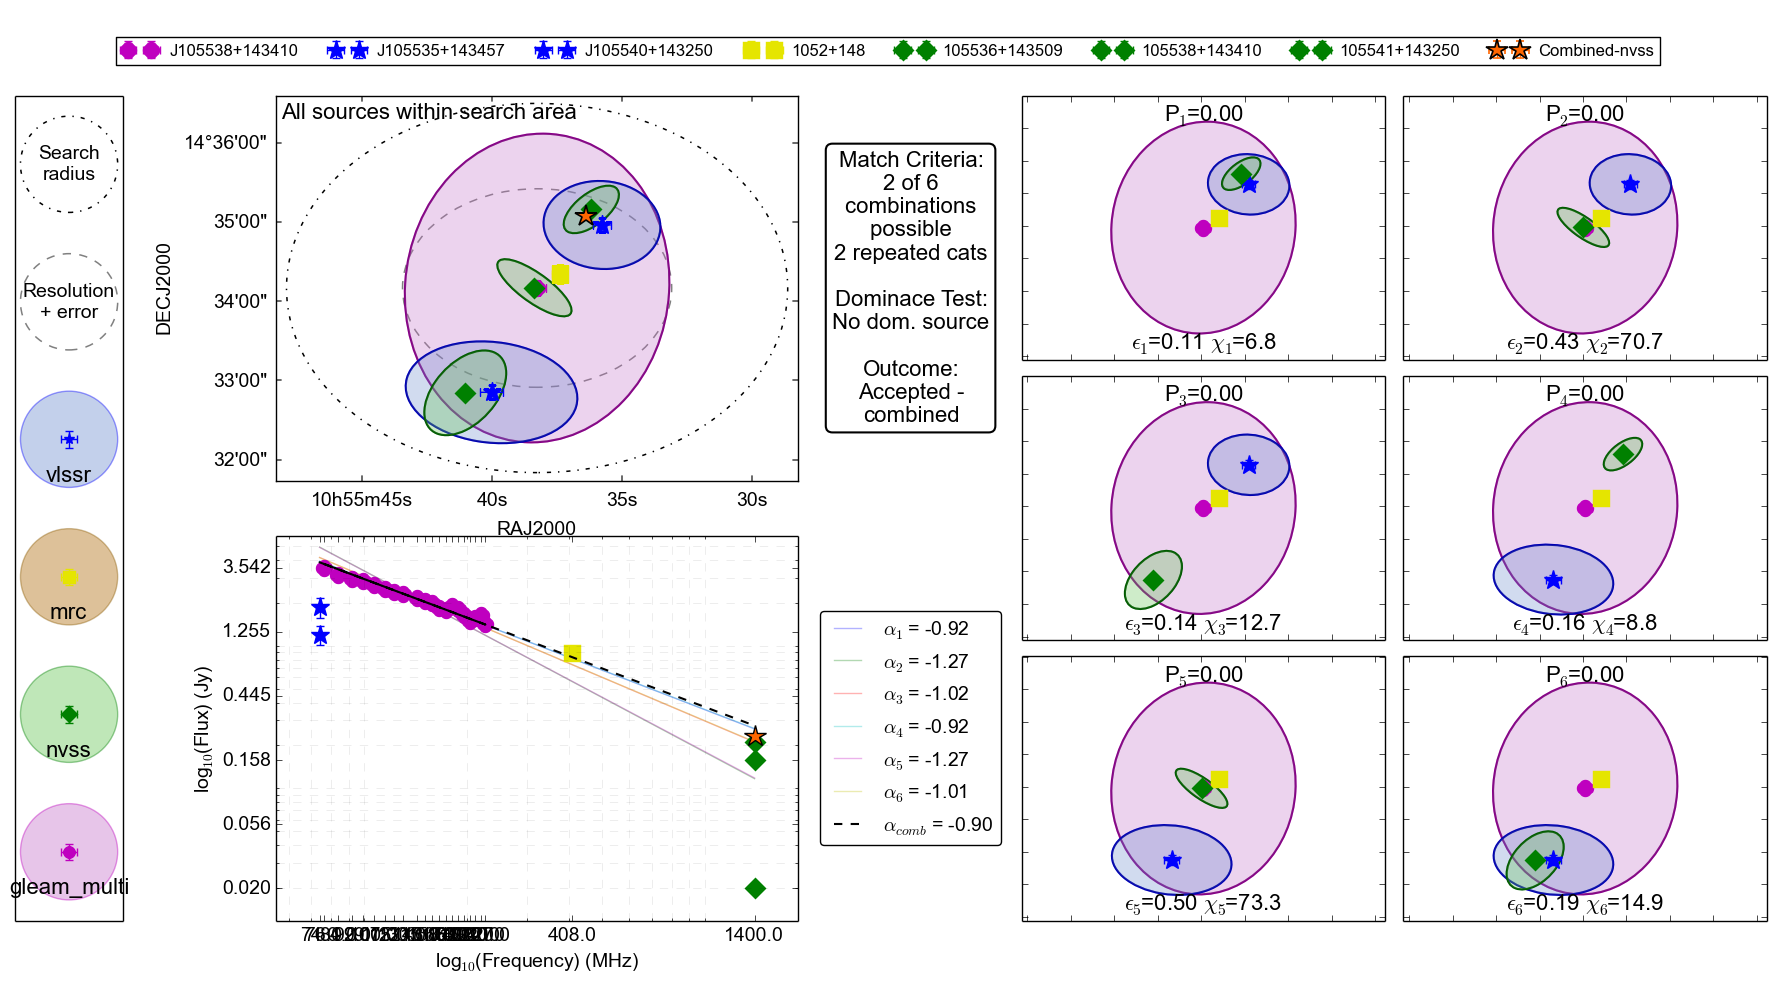 J105538+143410 J105535+143457 J105540+143250 1052+148 105536+143509 105538+143410 105541+143250 Combined-nvss
Search
radius
Resolution
+ error
vlssr
mrc
nvss
gleam_multi
All sources within search area
14°36'00"
35'00"
34'00"
33'00"
32'00"
DECJ2000
10h55m45s 40s 35s 30s
RAJ2000
Match Criteria:
2 of 6
combinations
possible
2 repeated cats
Dominace Test:
No dom. source
Outcome:
Accepted -
combined
3.542
1.255
0.445
0.158
0.056
0.020
log10(Flux) (Jy)
408.0 1400.0
log10(Frequency) (MHz)
α1 = -0.92
α2 = -1.27
α3 = -1.02
α4 = -0.92
α5 = -1.27
α6 = -1.01
αcomb = -0.90
P1=0.00
ϵ1=0.11 χ1=6.8
P2=0.00
ϵ2=0.43 χ2=70.7
P3=0.00
ϵ3=0.14 χ3=12.7
P4=0.00
ϵ4=0.16 χ4=8.8
P5=0.00
ϵ5=0.50 χ5=73.3
P6=0.00
ϵ6=0.19 χ6=14.9